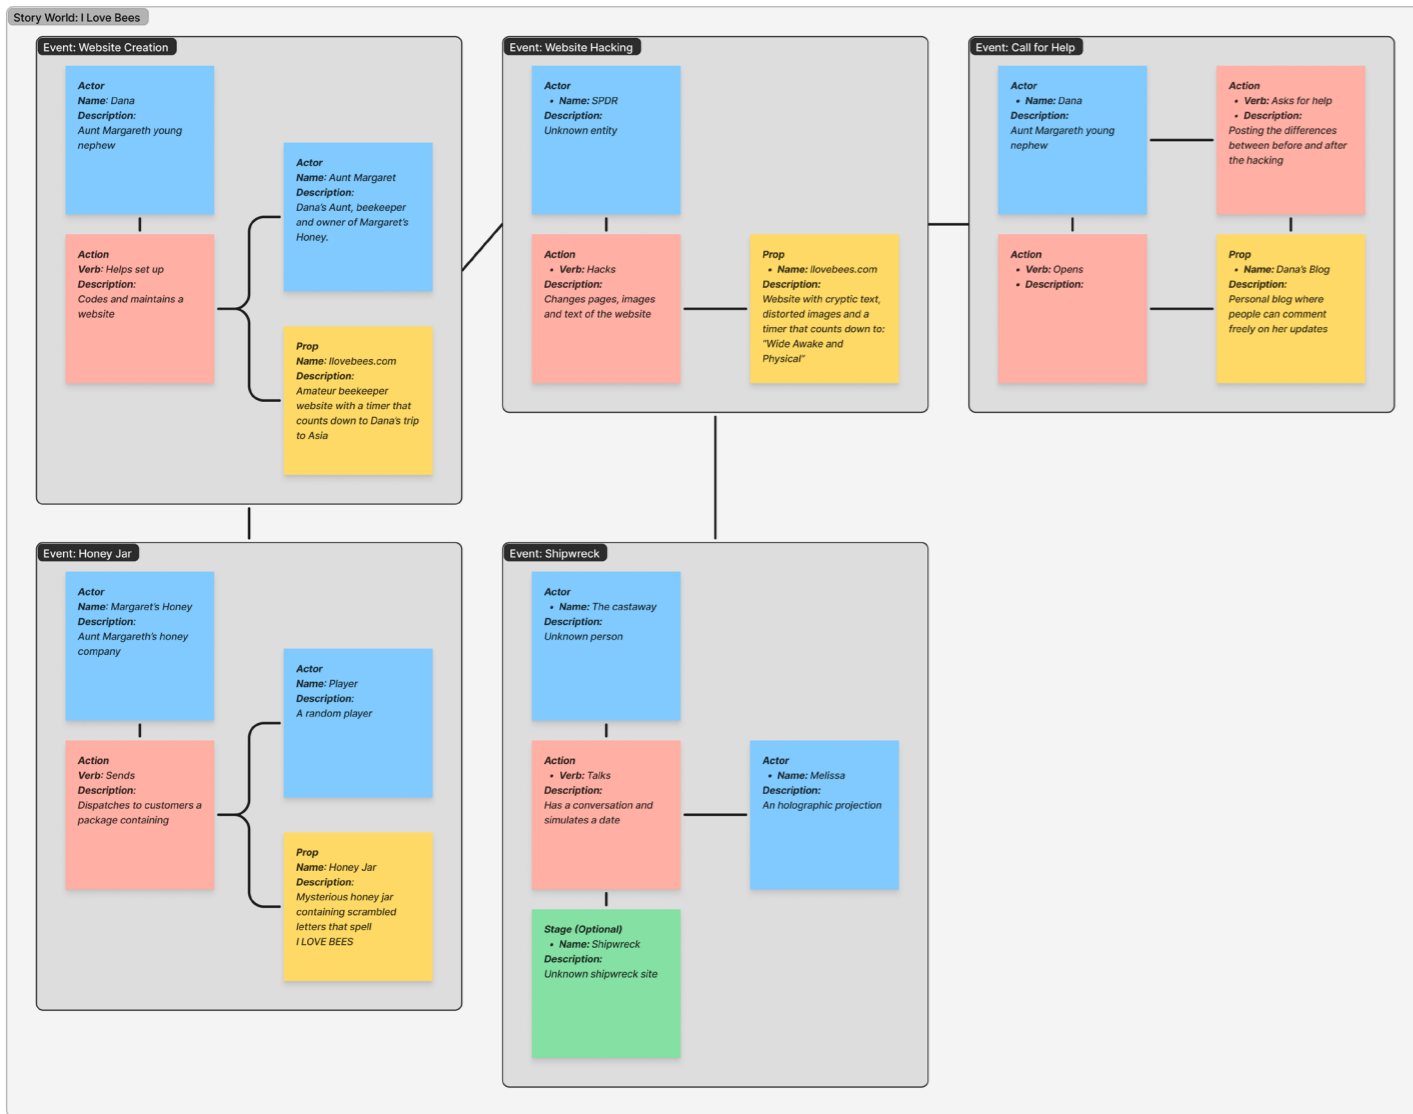 Story World: I Love Bees
Event: Website Creation
Actor
Name: Dana
Description:
Aunt Margareth young
nephew
Action
Verb: Helps set up
Description:
Codes and maintains a
website
Actor
Name: Aunt Margaret
Description:
Dana's Aunt, beekeeper
and owner of Margaret's
Honey.
Prop
Name: Ilovebees.com
Description:
Amateur beekeeper
website with a timer that
counts down to Dana's trip
to Asia
Event: Website Hacking
Actor
• Name: SPDR
Description:
Unknown entity
Action
• Verb: Hacks
Description:
Changes pages, images
and text of the website
Prop
• Name: Ilovebees.com
Description:
Website with cryptic text,
distorted images and a
timer that counts down to:
"Wide Awake and
Physical"
Event: Call for Help
Actor
• Name: Dana
Description:
Aunt Margareth young
nephew
Action
• Verb: Asks for help
• Description:
Posting the differences
between before and after
the hacking
Action
• Verb: Opens
• Description:
Prop
• Name: Dana's Blog
Description:
Personal blog where
people can comment
freely on her updates
Event: Honey Jar
Actor
Name: Margaret's Honey
Description:
Aunt Margareth's honey
company
Action
Verb: Sends
Description:
Dispatches to customers a
package containing
Actor
Name: Player
Description:
A random player
Prop
Name: Honey Jar
Description:
Mysterious honey jar
containing scrambled
letters that spell
I LOVE BEES
Event: Shipwreck
Actor
• Name: The castaway
Description:
Unknown person
Action
• Verb: Talks
Description:
Has a conversation and
simulates a date
Actor
• Name: Melissa
Description:
An holographic projection
Stage (Optional)
• Name: Shipwreck
Description:
Unknown shipwreck site